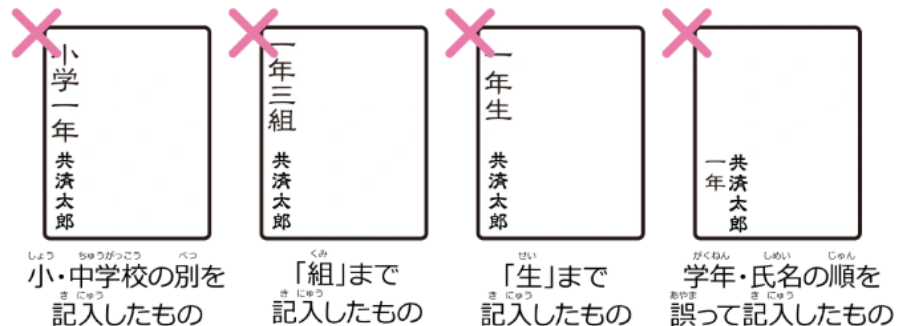 小学一年
共済太郎
しょう ちゅうがっこう べつ
小・中学校の別を
き にゅう
記入したもの
一年三組
共済太郎
くみ
「組」まで
き にゅう
記入したもの
一年生
共済太郎
せい
「生」まで
き にゅう
記入したもの
共済太郎
一年
がくねん しめい じゅん
学年・氏名の順を
あやま き にゅう
誤って記入したもの